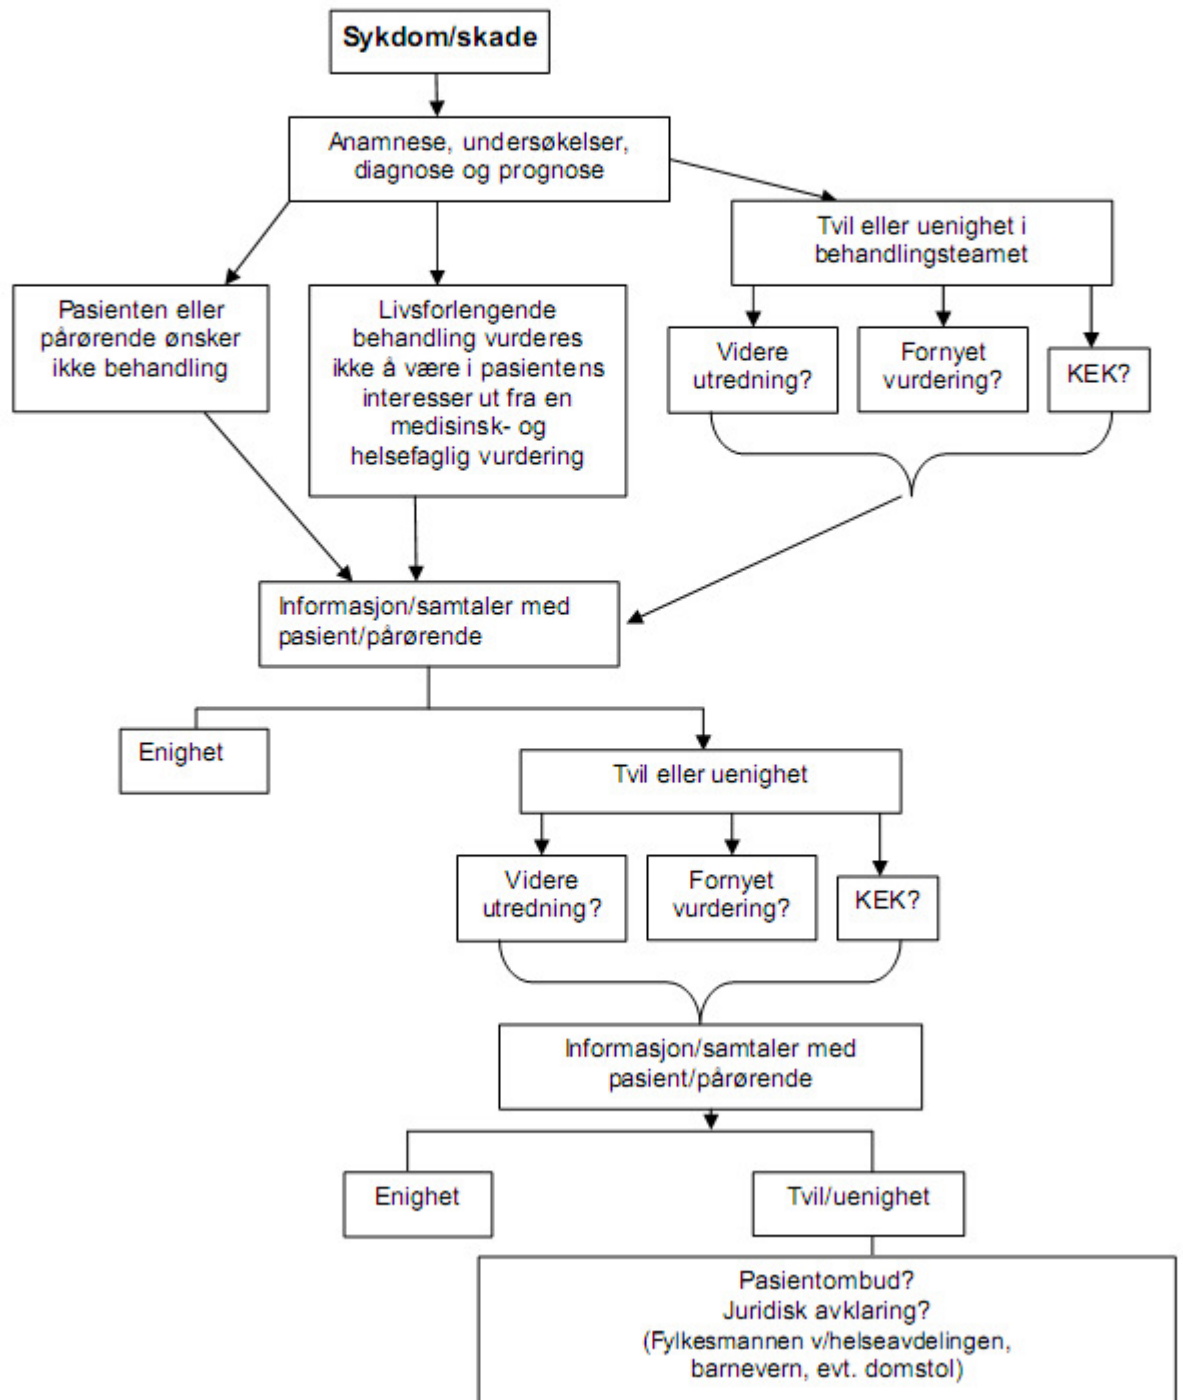 Sykdom/skade
Anamnese, undersøkelser,
diagnose og prognose
Tvil eller uenighet i
behandlingsteamet
Pasienten eller
pårørende ønsker
ikke behandling
Livsforlengende
behandling vurderes
ikke å være i pasientens
interesser ut fra en
medisinsk- og
helsefaglig vurdering
Videre
utredning?
Fornyet
vurdering?
KEK?
Informasjon/samtaler med
pasient/pårørende
Enighet
Tvil eller uenighet
Videre
utredning?
Fornyet
vurdering?
KEK?
Informasjon/samtaler med
pasient/pårørende
Enighet
Tvil/uenighet
Pasientombud?
Juridisk avklaring?
(Fylkesmannen v/helseavdelingen,
barnevern, evt. domstol)